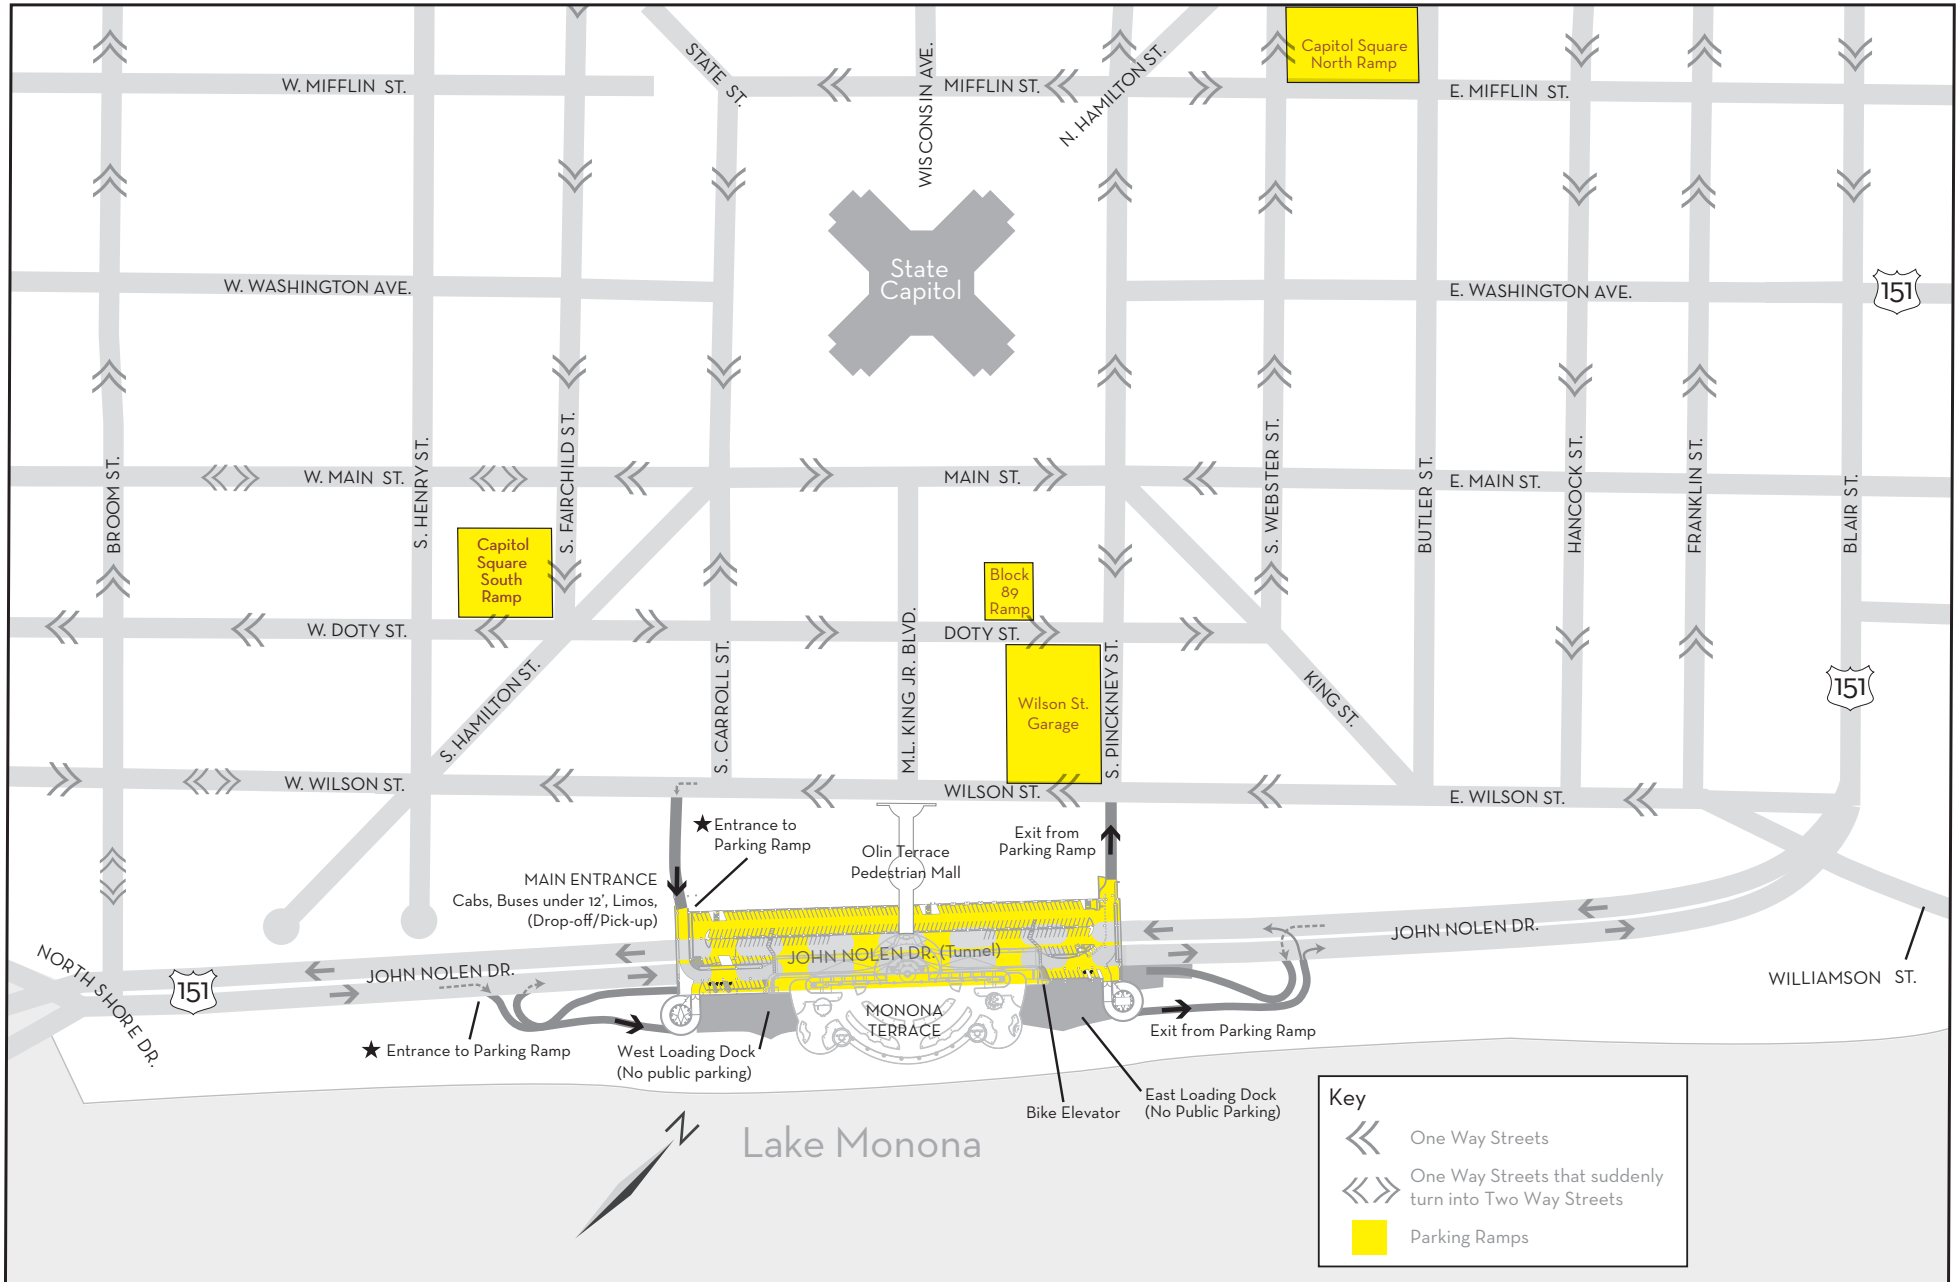 STATE ST.
WISCONSIN AVE.
N. HAMILTON ST.
Capitol Square
North Ramp
W. MIFFLIN ST.
MIFFLIN ST.
E. MIFFLIN ST.
State
Capitol
W. WASHINGTON AVE.
E. WASHINGTON AVE.
151
BROOM ST.
S. HENRY ST.
S. FAIRCHILD ST.
W. MAIN ST.
MAIN ST.
E. MAIN ST.
S. WEBSTER ST.
BUTLER ST.
HANCOCK ST.
FRANKLIN ST.
BLAIR ST.
Capitol
Square
South
Ramp
Block
89
Ramp
W. DOTY ST.
DOTY ST.
S. HAMILTON ST.
S. CARROLL ST.
M.L. KING JR. BLVD.
Wilson St.
Garage
S. PINCKNEY ST.
KING ST.
151
W. WILSON ST.
WILSON ST.
E. WILSON ST.
★ Entrance to
Parking Ramp
Olin Terrace
Pedestrian Mall
Exit from
Parking Ramp
MAIN ENTRANCE
Cabs, Buses under 12', Limos,
(Drop-off/Pick-up)
NORTH SHORE DR.
151
JOHN NOLEN DR.
JOHN NOLEN DR. (Tunnel)
JOHN NOLEN DR.
WILLIAMSON ST.
MONONA
TERRACE
★ Entrance to Parking Ramp
West Loading Dock
(No public parking)
Exit from Parking Ramp
Bike Elevator
East Loading Dock
(No Public Parking)
N
Lake Monona
Key
One Way Streets
One Way Streets that suddenly
turn into Two Way Streets
Parking Ramps